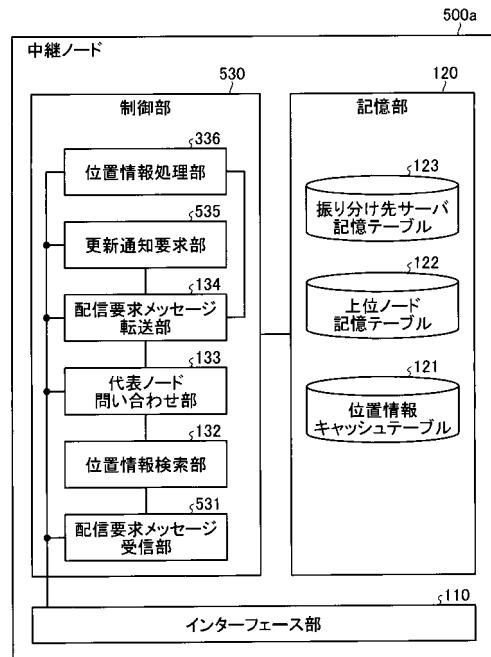 500a
中継ノード
530
制御部
336
位置情報処理部
535
更新通知要求部
134
配信要求メッセージ
転送部
133
代表ノード
問い合わせ部
132
位置情報検索部
531
配信要求メッセージ
受信部
120
記憶部
123
振り分け先サーバ
記憶テーブル
122
上位ノード
記憶テーブル
121
位置情報
キャッシュテーブル
110
インターフェース部